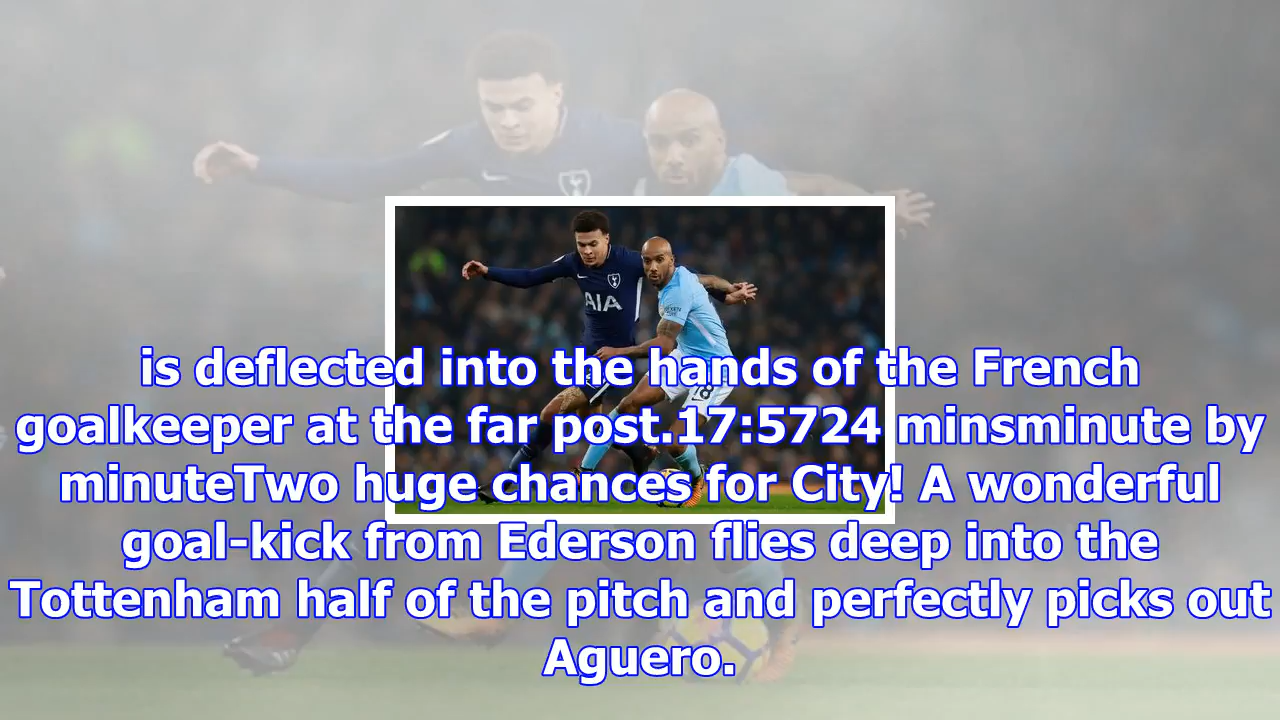 AIA
is deflected into the hands of the French
goalkeeper at the far post.17:5724 minsminute by
minuteTwo huge chances for City! A wonderful
goal-kick from Ederson flies deep into the
Tottenham half of the pitch and perfectly picks out
Aguero.